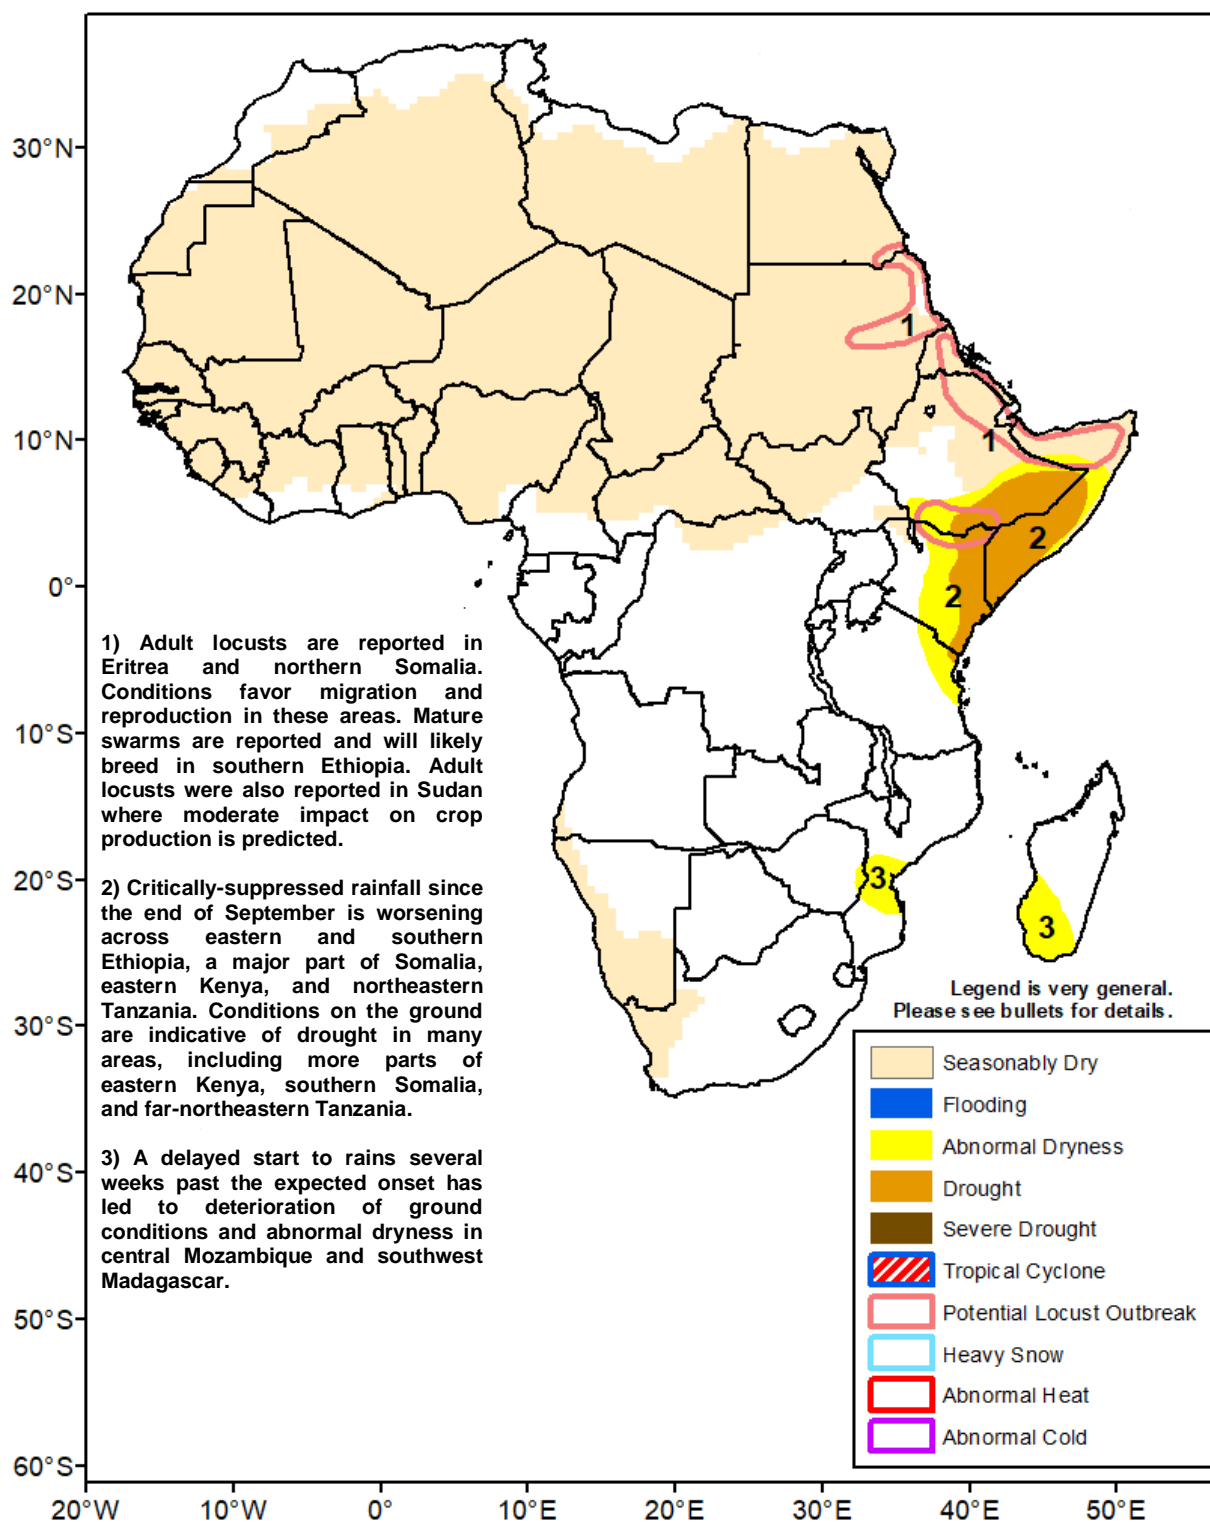 30°N
20°N
10°N
0°
10°S
20°S
30°S
40°S
50°S
60°S
20°W
10°W
0°
10°E
20°E
30°E
40°E
50°E
1
1
2
2
3
3
1) Adult locusts are reported in
Eritrea and northern Somalia.
Conditions favor migration and
reproduction in these areas. Mature
swarms are reported and will likely
breed in southern Ethiopia. Adult
locusts were also reported in Sudan
where moderate impact on crop
production is predicted.
2) Critically-suppressed rainfall since
the end of September is worsening
across eastern and southern
Ethiopia, a major part of Somalia,
eastern Kenya, and northeastern
Tanzania. Conditions on the ground
are indicative of drought in many
areas, including more parts of
eastern Kenya, southern Somalia,
and far-northeastern Tanzania.
3) A delayed start to rains several
weeks past the expected onset has
led to deterioration of ground
conditions and abnormal dryness in
central Mozambique and southwest
Madagascar.
Legend is very general.
Please see bullets for details.
Seasonably Dry
Flooding
Abnormal Dryness
Drought
Severe Drought
Tropical Cyclone
Potential Locust Outbreak
Heavy Snow
Abnormal Heat
Abnormal Cold